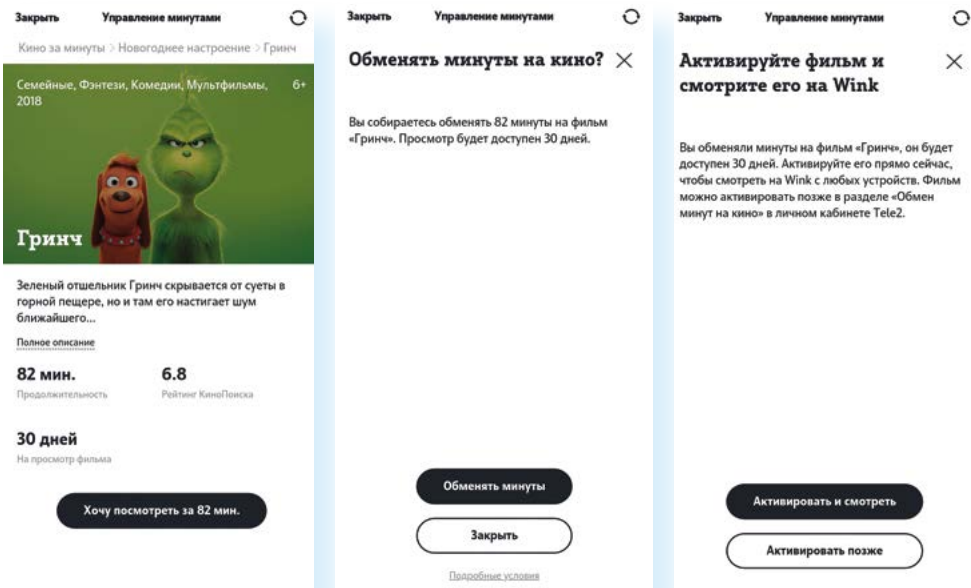 Закрыть Управление минутами
Кино за минуты > Новогоднее настроение > Гринч
Семейные, Фэнтези, Комедии, Мультфильмы, 6+
2018
Гринч
Зеленый отшельник Гринч скрывается от суеты в
горной пещере, но и там его настигает шум
ближайшего...
Полное описание
82 мин. 6.8
Продолжительность Рейтинг КиноПоиска
30 дней
На просмотр фильма
Хочу посмотреть за 82 мин.
Закрыть Управление минутами
Обменять минуты на кино?
Вы собираетесь обменять 82 минуты на фильм
«Гринч». Просмотр будет доступен 30 дней.
Обменять минуты
Закрыть
Подробные условия
Закрыть Управление минутами
Активируйте фильм и
смотрите его на Wink
Вы обменяли минуты на фильм «Гринч», он будет
доступен 30 дней. Активируйте его прямо сейчас,
чтобы смотреть на Wink с любых устройств. Фильм
можно активировать позже в разделе «Обмен
минут на кино» в личном кабинете Tele2.
Активировать и смотреть
Активировать позже